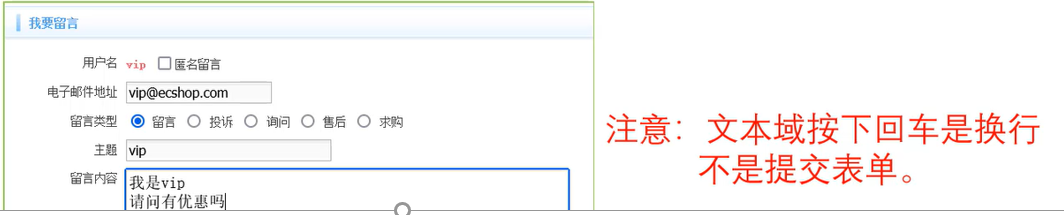 我要留言
用户名 vip 匿名留言
电子邮件地址 vip@ecshop.com
留言类型 留言 投诉 询问 售后 求购
主题 vip
留言内容 我是vip
请问有优惠吗
注意：文本域按下回车是换行
不是提交表单。